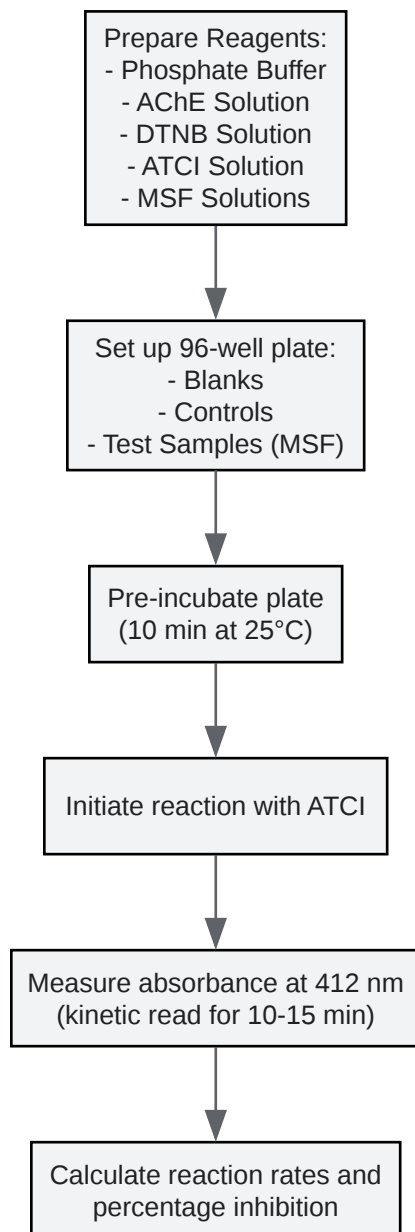 Prepare Reagents:
- Phosphate Buffer
- AChE Solution
- DTNB Solution
- ATCI Solution
- MSF Solutions
Set up 96-well plate:
- Blanks
- Controls
- Test Samples (MSF)
Pre-incubate plate
(10 min at 25°C)
Initiate reaction with ATCI
Measure absorbance at 412 nm
(kinetic read for 10-15 min)
Calculate reaction rates and
percentage inhibition